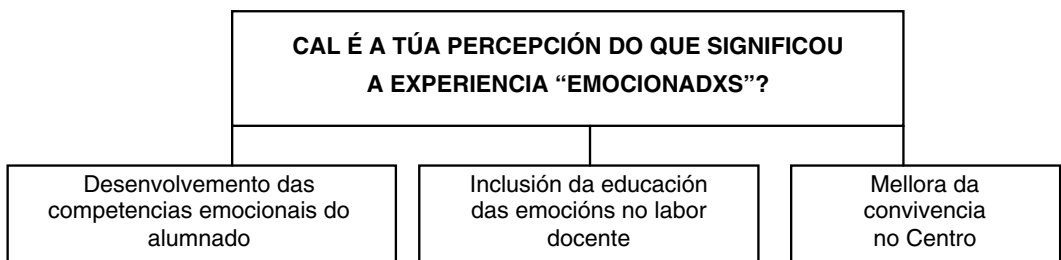 CAL É A TÚA PERCEPCIÓN DO QUE SIGNIFICOU
A EXPERIENCIA “EMOCIONADXS”?
Desenvolvemento das
competencias emocionais do
alumnado
Inclusión da educación
das emocións no labor
docente
Mellora da
convivencia
no Centro